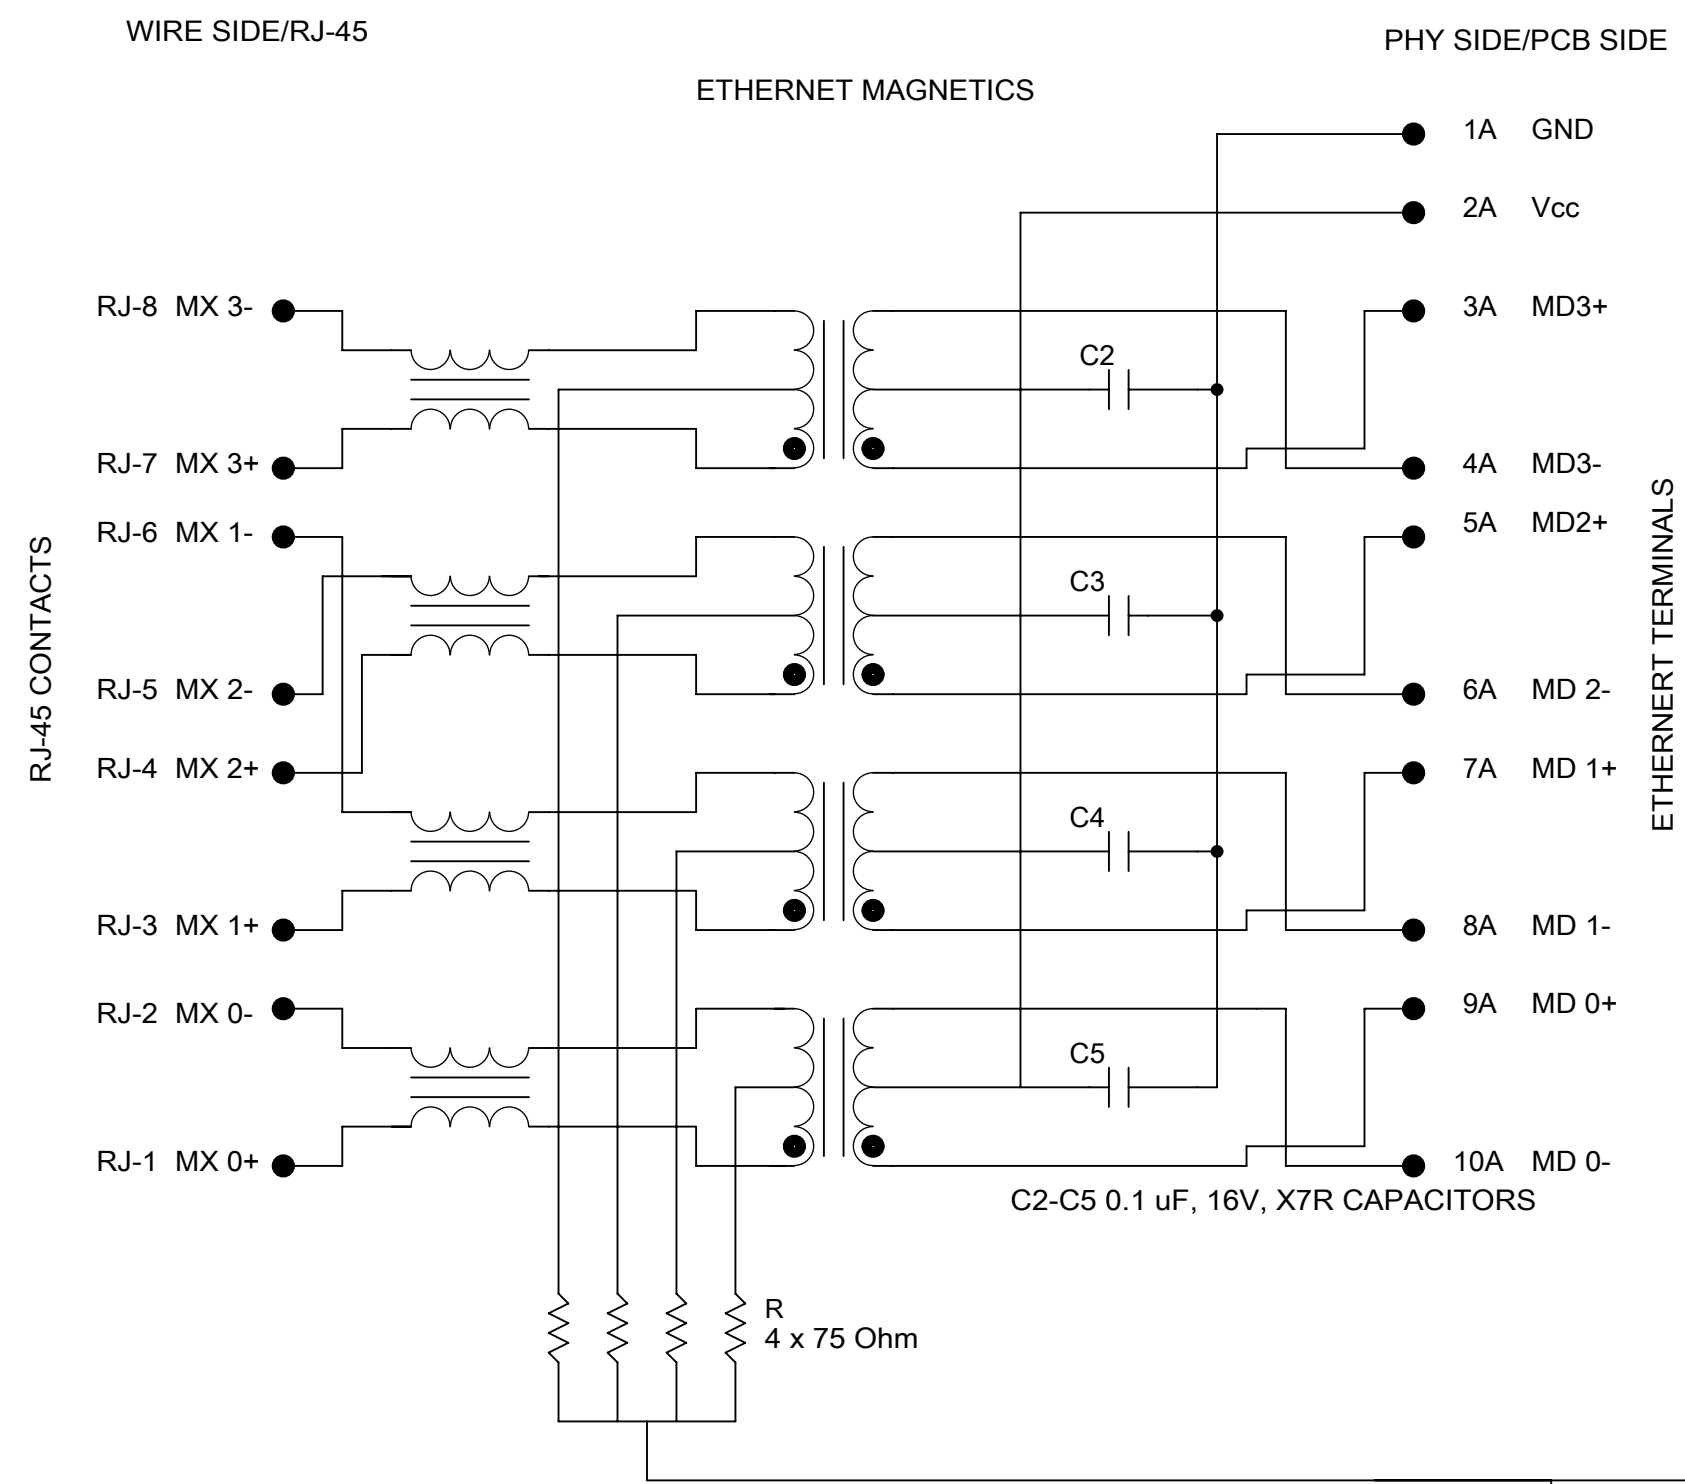 WIRE SIDE/RJ-45
PHY SIDE/PCB SIDE
ETHERNET MAGNETICS
1A GND
2A Vcc
RJ-8 MX 3-
3A MD3+
C2
RJ-7 MX 3+
4A MD3-
RJ-6 MX 1-
5A MD2+
C3
RJ-45 CONTACTS
ETHERNERT TERMINALS
RJ-5 MX 2-
6A MD 2-
RJ-4 MX 2+
7A MD 1+
C4
RJ-3 MX 1+
8A MD 1-
RJ-2 MX 0-
9A MD 0+
C5
RJ-1 MX 0+
10A MD 0-
C2-C5 0.1 uF, 16V, X7R CAPACITORS
R
4 x 75 Ohm